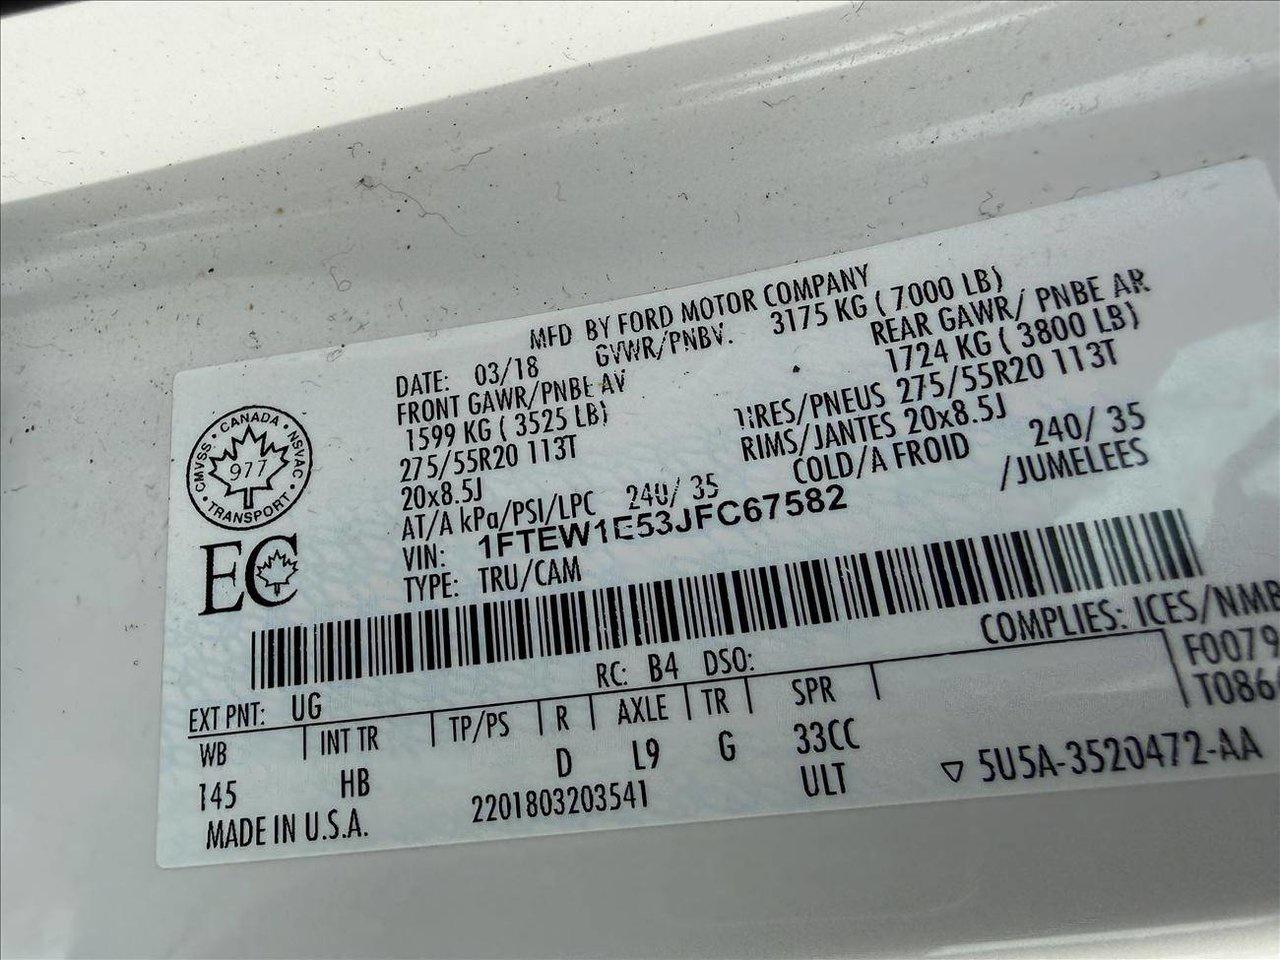 MFD BY FORD MOTOR COMPANY
DATE: 03/18 GVWR/PNBV. 3175 KG ( 7000 LB)
FRONT GAWR/PNBE AV REAR GAWR/ PNBE AR
1599 KG ( 3525 LB) 1724 KG ( 3800 LB)
275/55R20 113T TIRES/PNEUS 275/55R20 113T
20x8.5J RIMS/JANTES 20x8.5J
AT/A kPa/PSI/LPC 240/ 35 COLD/A FROID 240/ 35
VIN: 1FTEW1E53JFC67582 /JUMELEES
TYPE: TRU/CAM
CANADA
CMVSS · NSVAC
977
TRANSPORT
EC
COMPLIES: ICES/NMB
RC: B4 DSO: F0079
EXT PNT: UG T086
WB INT TR TP/PS R AXLE TR SPR
145 HB D L9 G 33CC
MADE IN U.S.A. 2201803203541 ULT ▽ 5U5A-3520472-AA